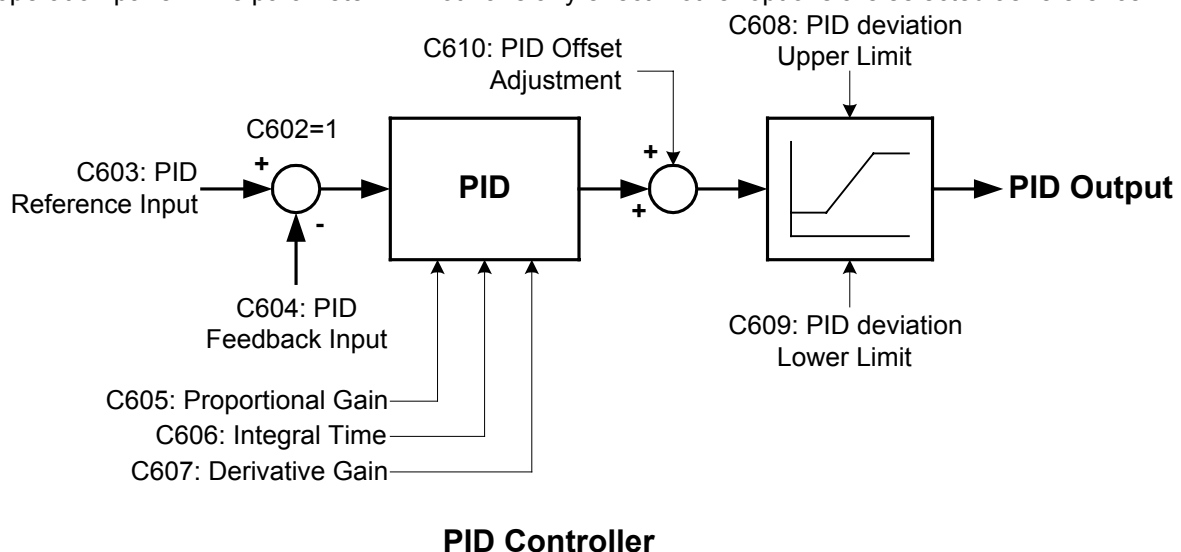 C608: PID deviation
Upper Limit
C610: PID Offset
Adjustment
C602=1
+
C603: PID
Reference Input
-
PID
+
+
PID Output
C604: PID
Feedback Input
C609: PID deviation
Lower Limit
C605: Proportional Gain
C606: Integral Time
C607: Derivative Gain
PID Controller